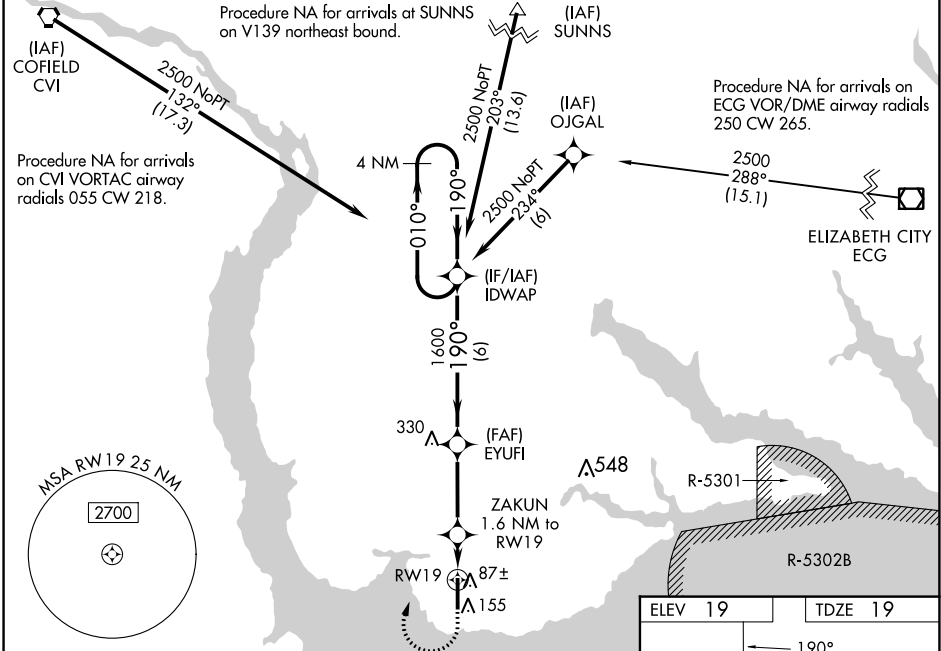 Procedure NA for arrivals at SUNNS
on V139 northeast bound.
(IAF)
SUNNS
(IAF)
COFIELD
CVI
2500 NoPT
132°
(17.3)
2500 NoPT
203°
(13.6)
(IAF)
OJGAL
Procedure NA for arrivals on
ECG VOR/DME airway radials
250 CW 265.
Procedure NA for arrivals
on CVI VORTAC airway
radials 055 CW 218.
4 NM
010°
190°
2500 NoPT
234°
(6)
2500
288°
(15.1)
ELIZABETH CITY
ECG
(IF/IAF)
IDWAP
1600
190°
(6)
330
(FAF)
EYUFI
548
R-5301
MSA RW19 25 NM
2700
ZAKUN
1.6 NM to
RW19
R-5302B
RW19
87±
155
ELEV 19
TDZE 19
190°